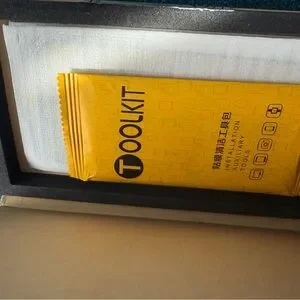 TOOLKIT
贴膜清洁工具包
INSTALLATION
AUXILIARY
TOOLS